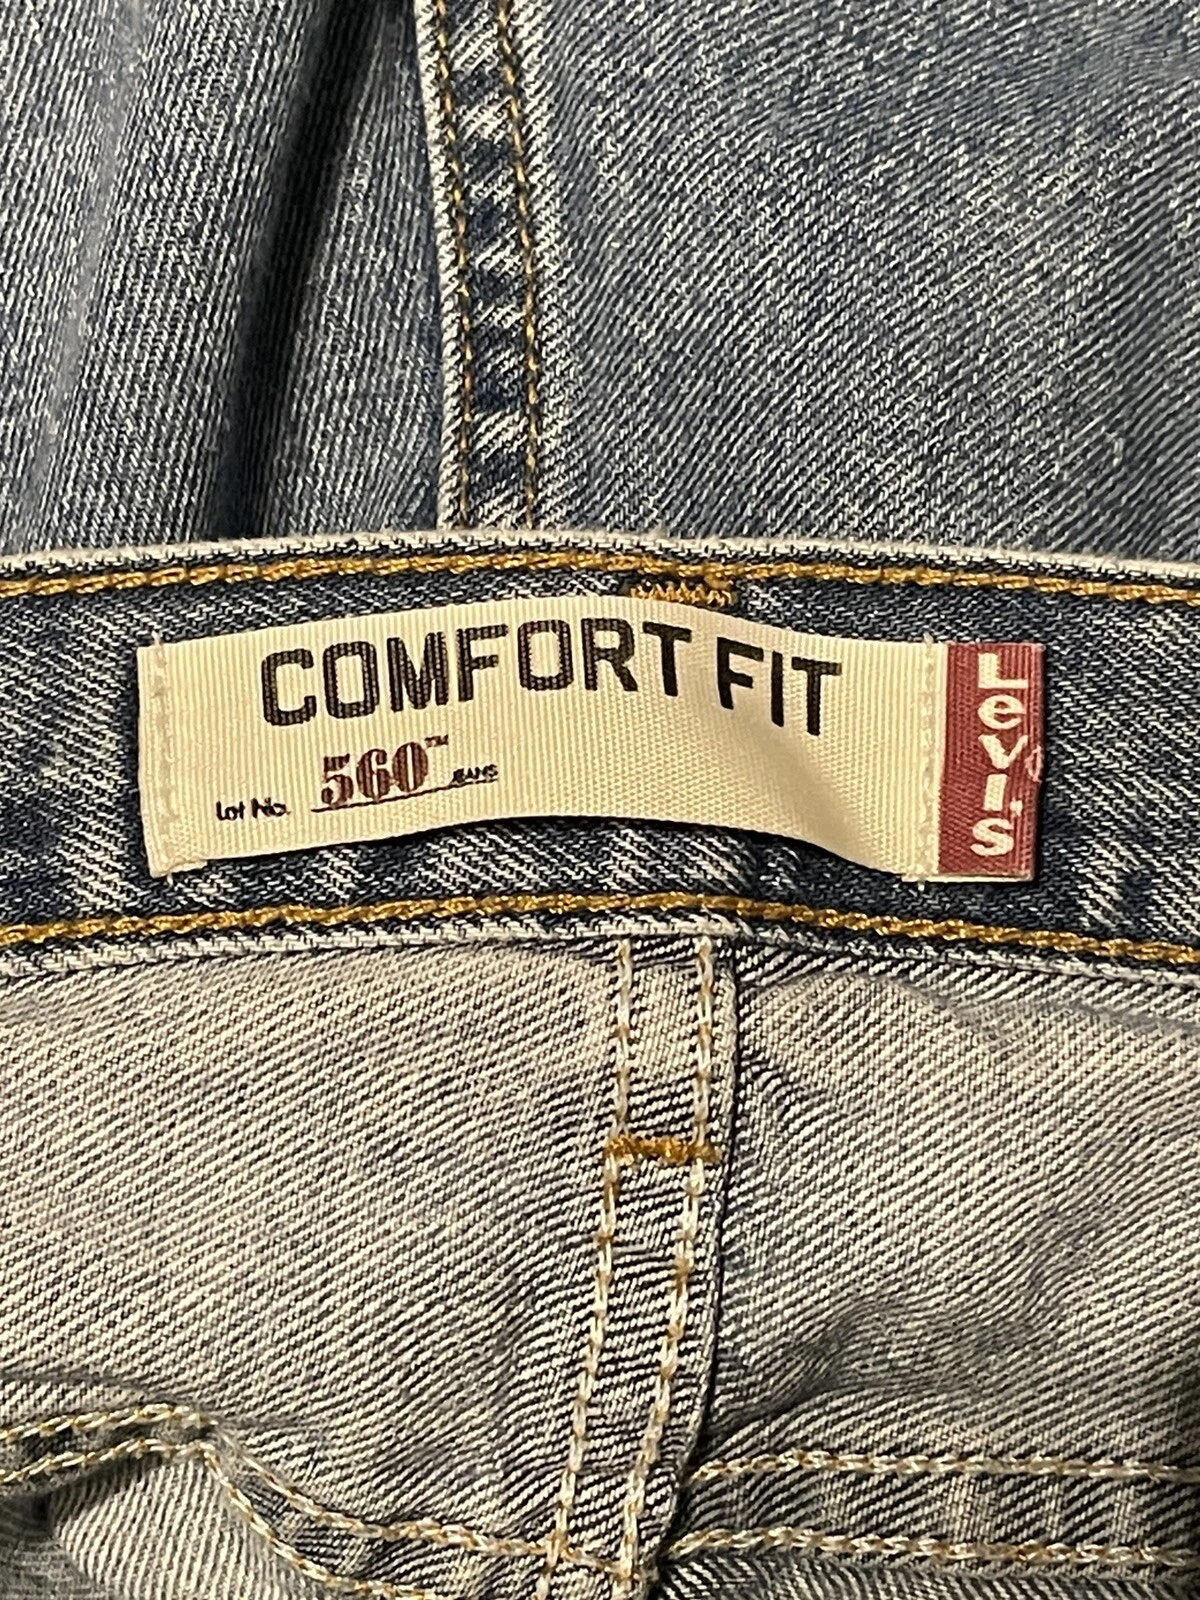 COMFORT FIT
Lot No. 560™ JEANS
Levi's